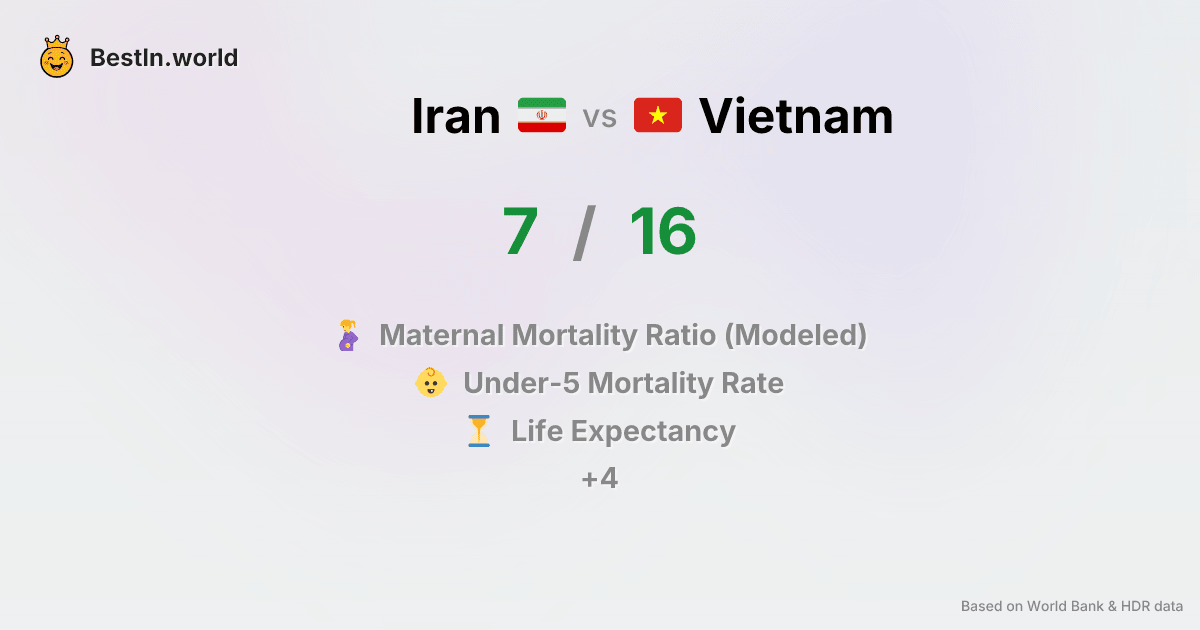 BestIn.world
Iran vs Vietnam
7 / 16
Maternal Mortality Ratio (Modeled)
Under-5 Mortality Rate
Life Expectancy
+4
Based on World Bank & HDR data